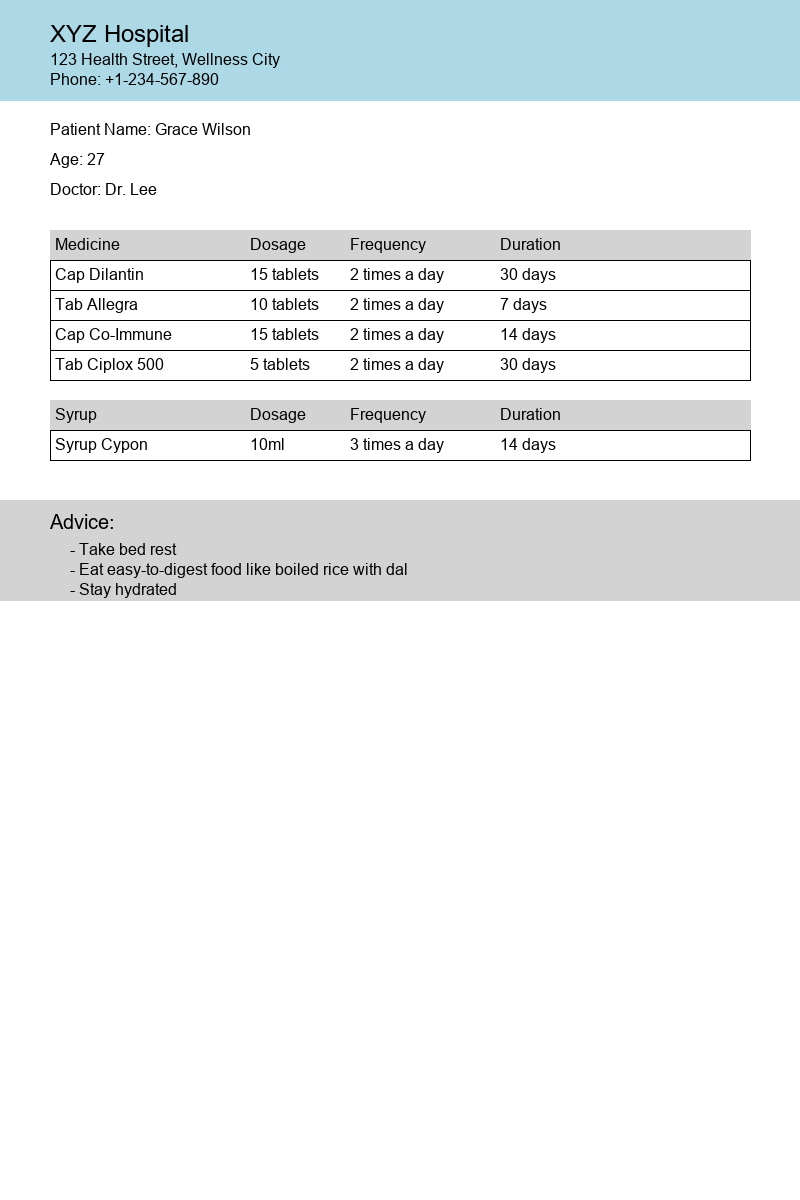 XYZ Hospital
123 Health Street, Wellness City
Phone: +1-234-567-890
Patient Name: Grace Wilson
Age: 27
Doctor: Dr. Lee
Medicine Dosage Frequency Duration
Cap Dilantin 15 tablets 2 times a day 30 days
Tab Allegra 10 tablets 2 times a day 7 days
Cap Co-Immune 15 tablets 2 times a day 14 days
Tab Ciplox 500 5 tablets 2 times a day 30 days
Syrup Dosage Frequency Duration
Syrup Cypon 10ml 3 times a day 14 days
Advice:
- Take bed rest
- Eat easy-to-digest food like boiled rice with dal
- Stay hydrated